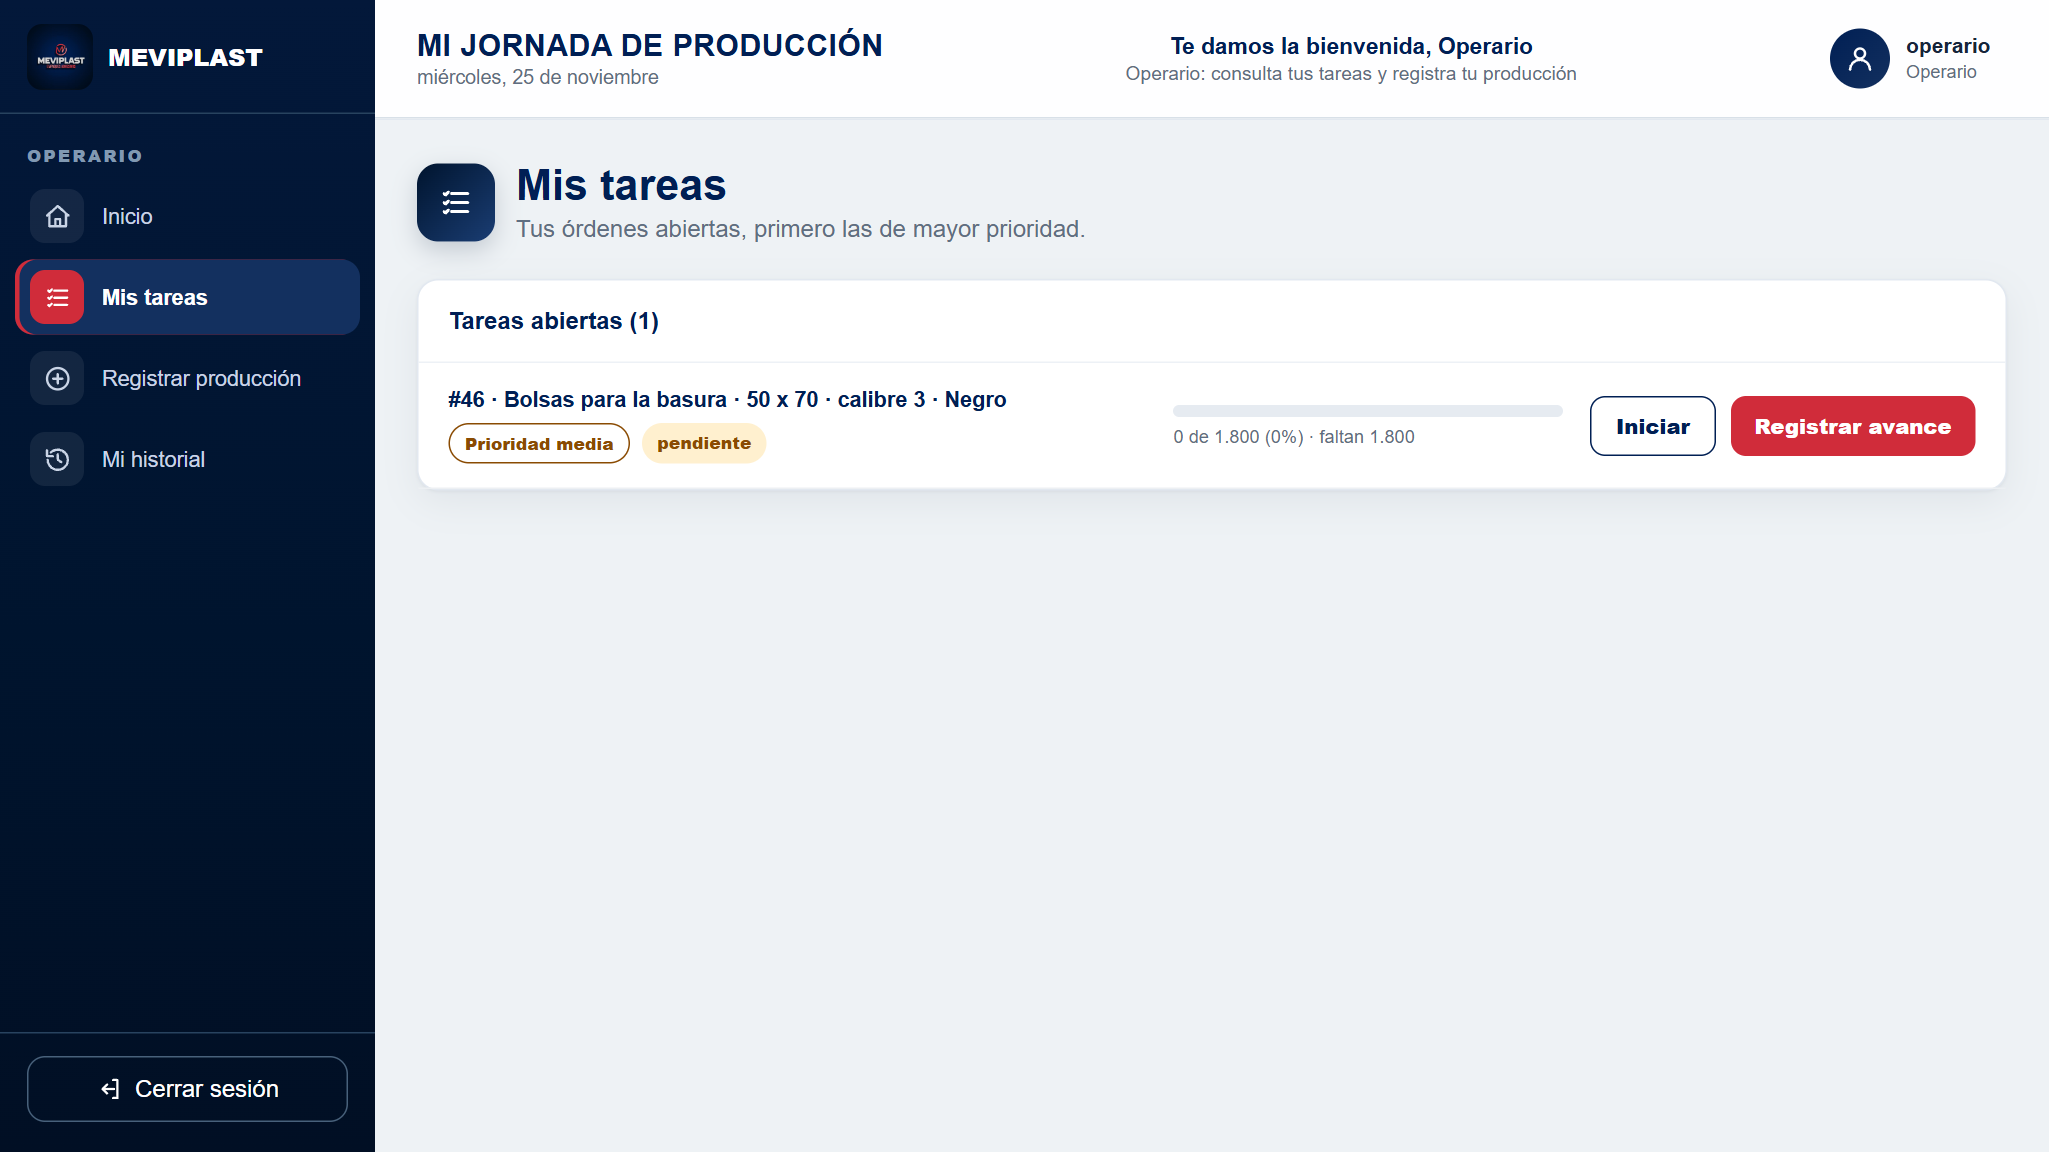 MEVIPLAST
MEVIPLAST
OPERARIO
Inicio
Mis tareas
Registrar producción
Mi historial
Cerrar sesión
MI JORNADA DE PRODUCCIÓN
miércoles, 25 de noviembre
Te damos la bienvenida, Operario
Operario: consulta tus tareas y registra tu producción
operario
Operario
Mis tareas
Tus órdenes abiertas, primero las de mayor prioridad.
Tareas abiertas (1)
#46 · Bolsas para la basura · 50 x 70 · calibre 3 · Negro
Prioridad media
pendiente
0 de 1.800 (0%) · faltan 1.800
Iniciar
Registrar avance